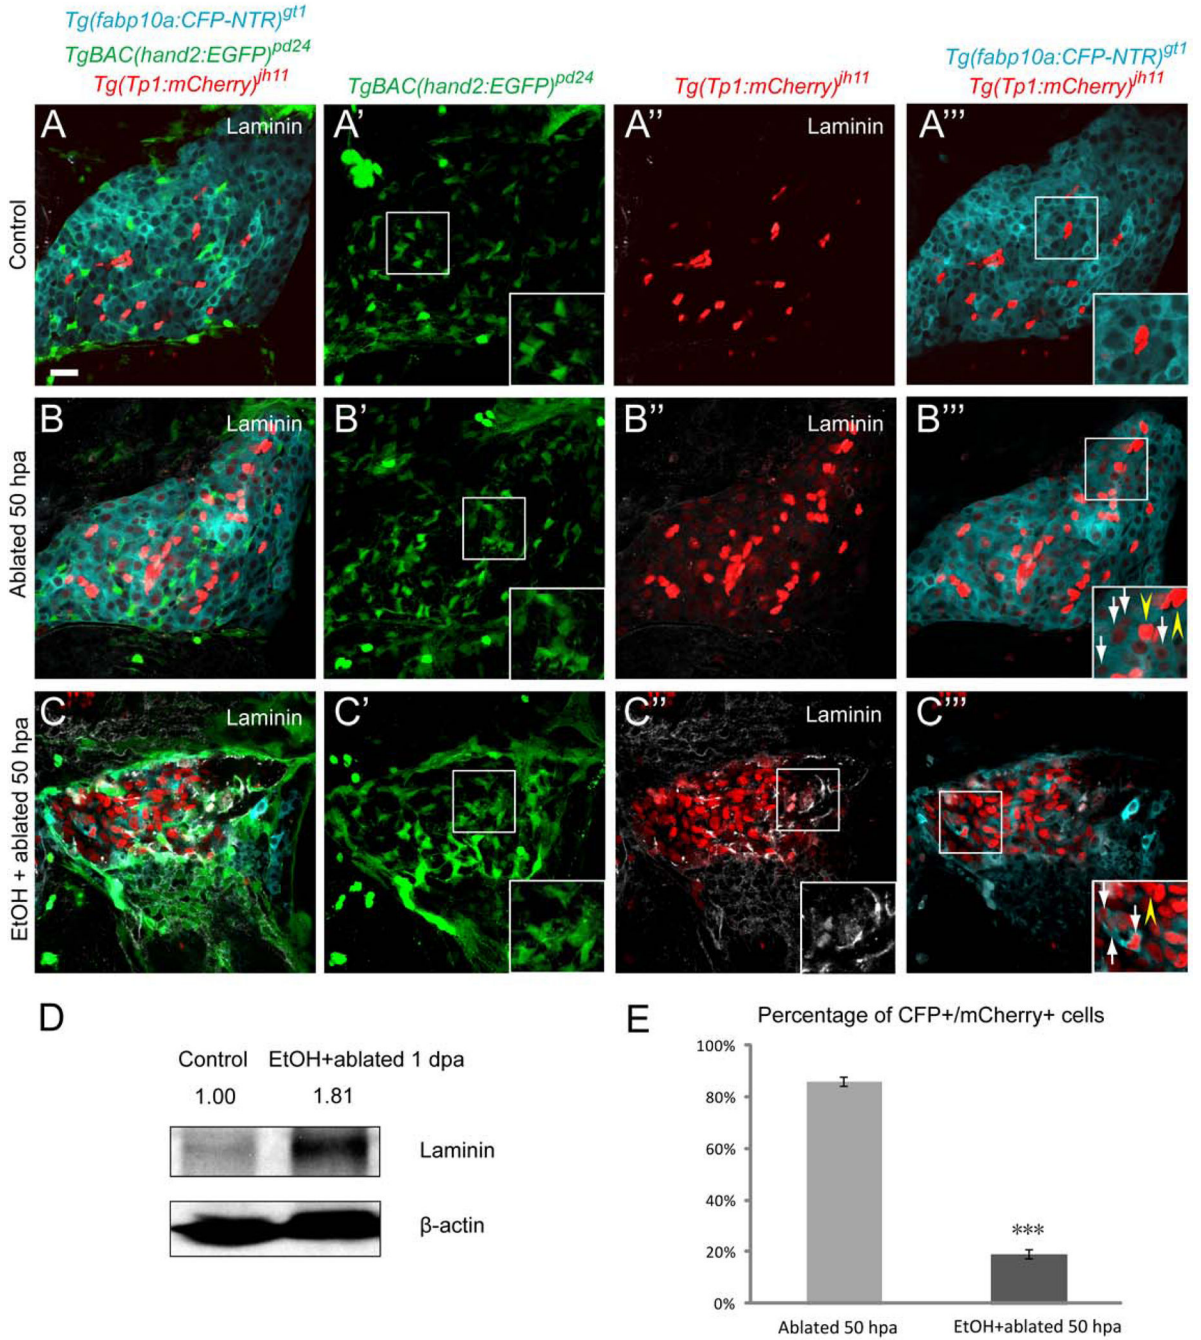 Tg(fabp10a:CFP-NTR)gt1
TgBAC(hand2:EGFP)pd24
Tg(Tp1:mCherry)jh11
TgBAC(hand2:EGFP)pd24
Tg(Tp1:mCherry)jh11
Tg(fabp10a:CFP-NTR)gt1
Tg(Tp1:mCherry)jh11
Control
A Laminin
A'
A'' Laminin
A'''
Ablated 50 hpa
B Laminin
B'
B'' Laminin
B'''
EtOH + ablated 50 hpa
C Laminin
C'
C'' Laminin
C'''
D
Control EtOH+ablated 1 dpa
1.00 1.81
Laminin
β-actin
E
Percentage of CFP+/mCherry+ cells
100%
80%
60%
40%
20%
0%
***
Ablated 50 hpa EtOH+ablated 50 hpa